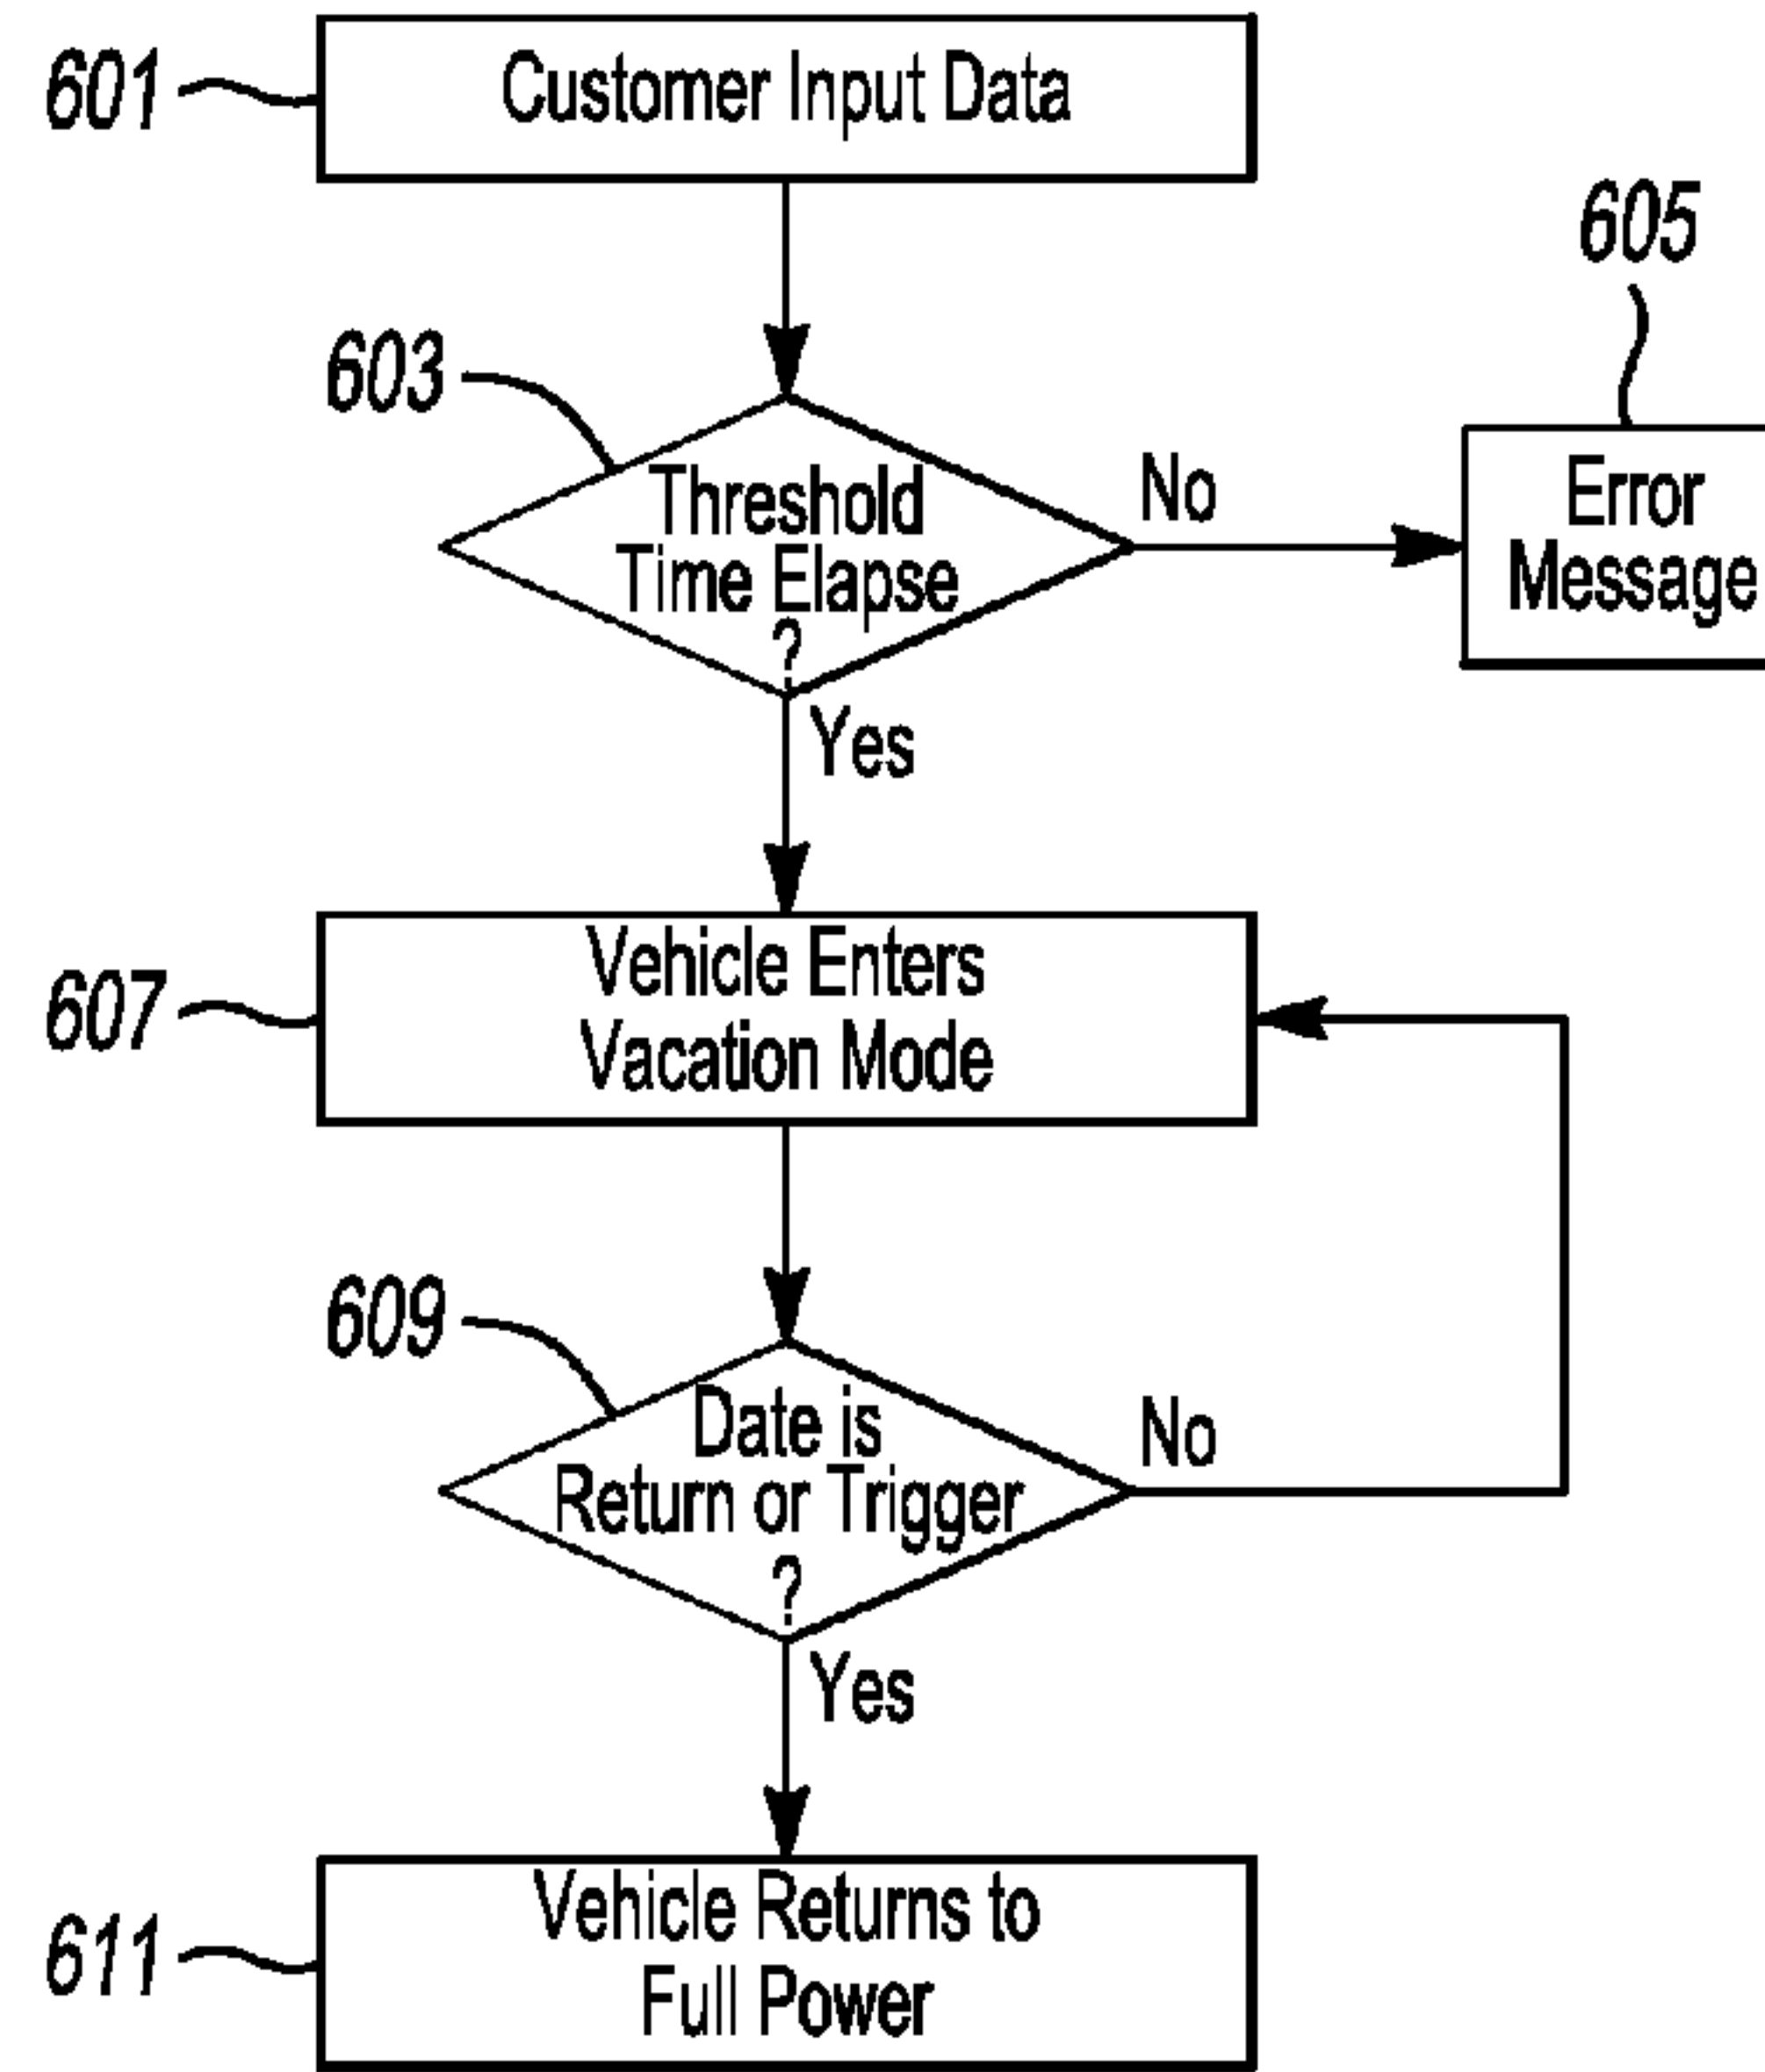 601
Customer Input Data
605
603
Threshold
Time Elapse
?
No
Error
Message
Yes
607
Vehicle Enters
Vacation Mode
609
Date is
Return or Trigger
?
No
Yes
611
Vehicle Returns to
Full Power